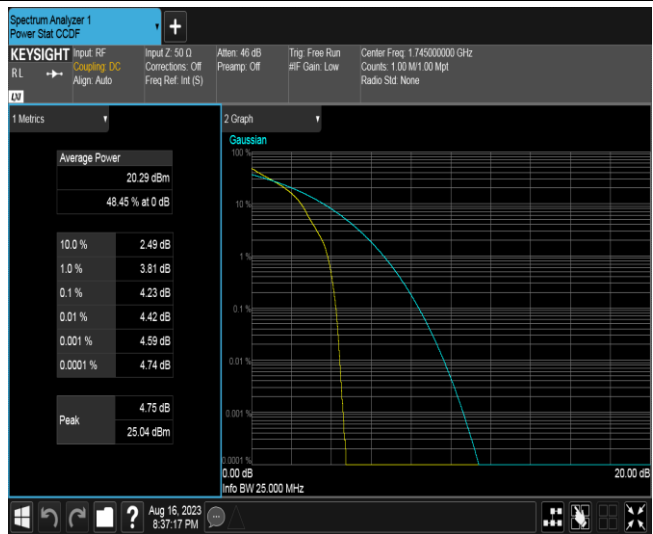 Spectrum Analyzer 1
Power Stat CCDF
+
KEYSIGHT
RL
LXI
Input: RF
Coupling: DC
Align: Auto
Input Z: 50 Ω
Corrections: Off
Freq Ref: Int (S)
Atten: 46 dB
Preamp: Off
Trig: Free Run
#IF Gain: Low
Center Freq: 1.745000000 GHz
Counts: 1.00 M/1.00 Mpt
Radio Std: None
1 Metrics
Average Power
20.29 dBm
48.45 % at 0 dB
10.0 % 2.49 dB
1.0 % 3.81 dB
0.1 % 4.23 dB
0.01 % 4.42 dB
0.001 % 4.59 dB
0.0001 % 4.74 dB
Peak
4.75 dB
25.04 dBm
2 Graph
Gaussian
100 %
10 %
1 %
0.1 %
0.01 %
0.001 %
0.0001 %
0.00 dB
20.00 dB
Info BW 25.000 MHz
?
Aug 16, 2023
8:37:17 PM